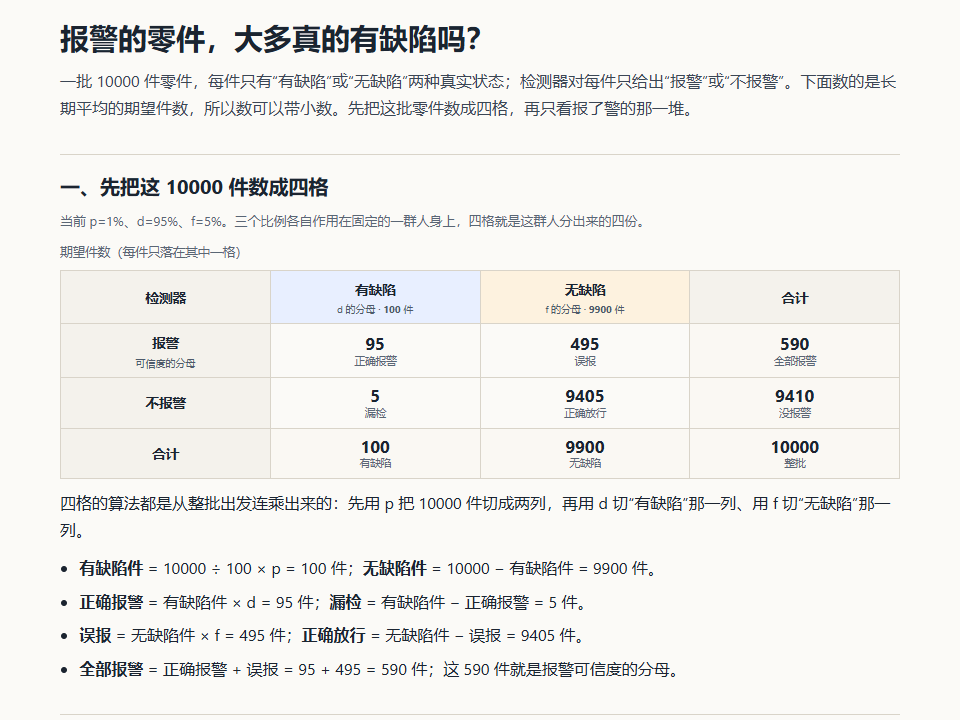 报警的零件，大多真的有缺陷吗？
一批 10000 件零件，每件只有“有缺陷”或“无缺陷”两种真实状态；检测器对每件只给出“报警”或“不报警”。下面数的是长
期平均的期望件数，所以数可以带小数。先把这批零件数成四格，再只看报了警的那一堆。
一、先把这 10000 件数成四格
当前 p=1%、d=95%、f=5%。三个比例各自作用在固定的一群人身上，四格就是这群人分出来的四份。
期望件数（每件只落在其中一格）
检测器 有缺陷 无缺陷 合计
d 的分母 · 100 件 f 的分母 · 9900 件
报警 95 495 590
可信度的分母 正确报警 误报 全部报警
不报警 5 9405 9410
漏检 正确放行 没报警
合计 100 9900 10000
有缺陷 无缺陷 整批
四格的算法都是从整批出发连乘出来的：先用 p 把 10000 件切成两列，再用 d 切“有缺陷”那一列、用 f 切“无缺陷”那一
列。
• 有缺陷件 = 10000 ÷ 100 × p = 100 件；无缺陷件 = 10000 − 有缺陷件 = 9900 件。
• 正确报警 = 有缺陷件 × d = 95 件；漏检 = 有缺陷件 − 正确报警 = 5 件。
• 误报 = 无缺陷件 × f = 495 件；正确放行 = 无缺陷件 − 误报 = 9405 件。
• 全部报警 = 正确报警 + 误报 = 95 + 495 = 590 件；这 590 件就是报警可信度的分母。